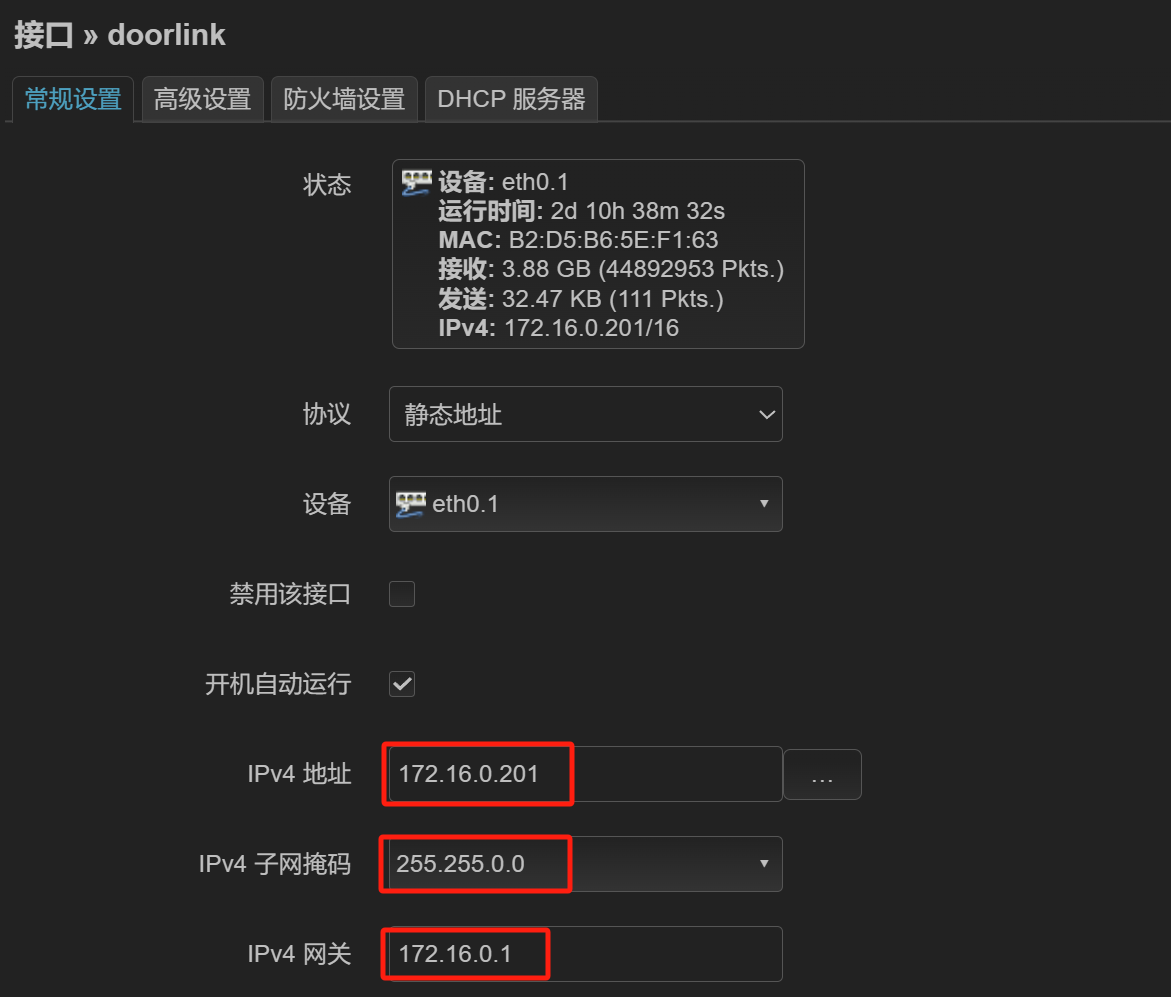 接口 » doorlink
常规设置 高级设置 防火墙设置 DHCP 服务器
状态
设备: eth0.1
运行时间: 2d 10h 38m 32s
MAC: B2:D5:B6:5E:F1:63
接收: 3.88 GB (44892953 Pkts.)
发送: 32.47 KB (111 Pkts.)
IPv4: 172.16.0.201/16
协议 静态地址
设备 eth0.1
禁用该接口
开机自动运行
IPv4 地址 172.16.0.201 ...
IPv4 子网掩码 255.255.0.0
IPv4 网关 172.16.0.1